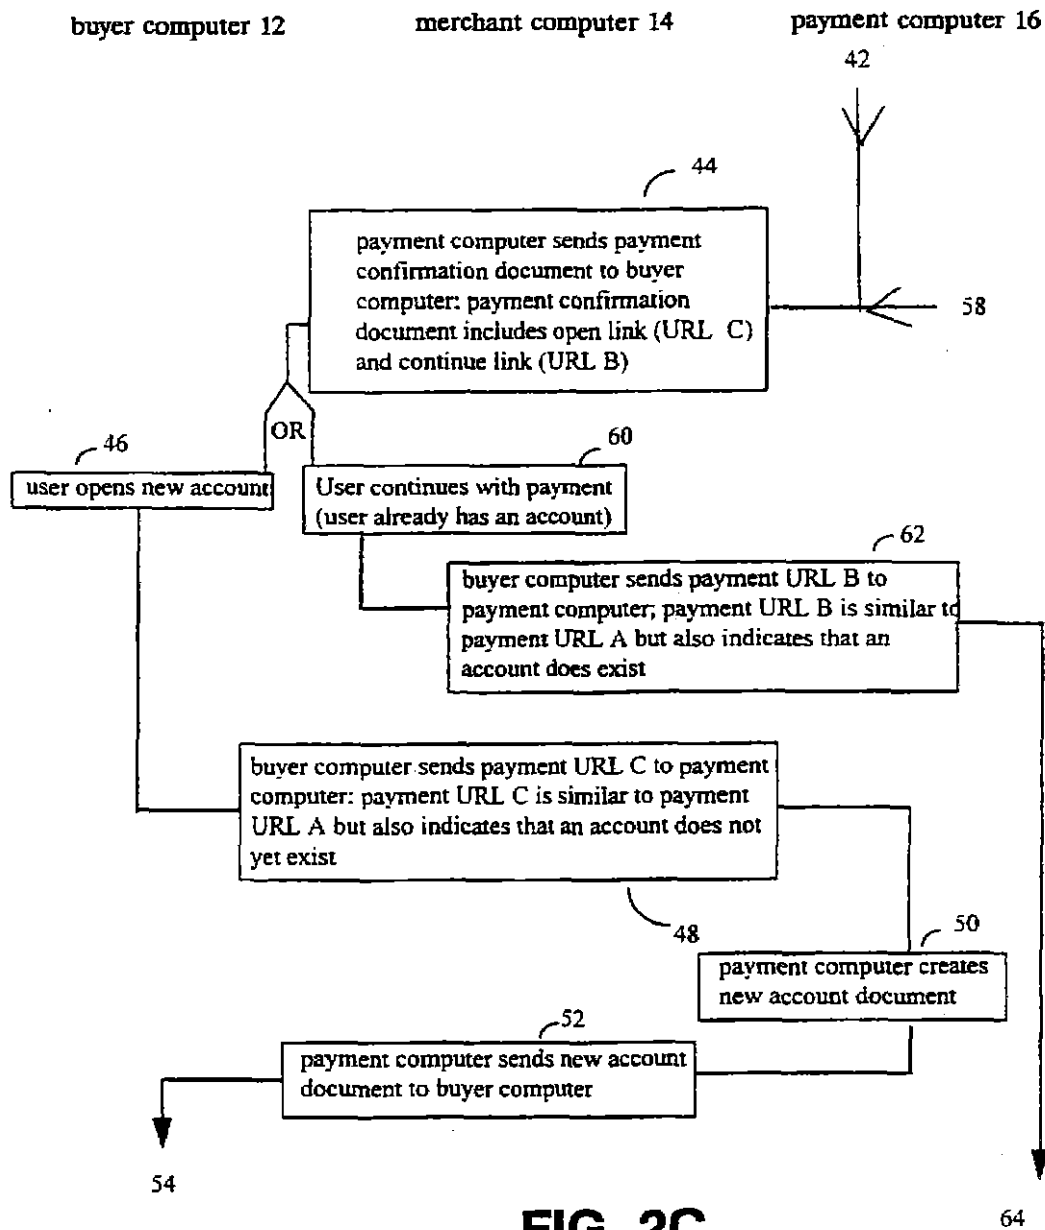 buyer computer 12 merchant computer 14 payment computer 16
42
44
payment computer sends payment
confirmation document to buyer
computer: payment confirmation
document includes open link (URL C)
and continue link (URL B)
58
OR
46
user opens new account
60
User continues with payment
(user already has an account)
62
buyer computer sends payment URL B to
payment computer; payment URL B is similar to
payment URL A but also indicates that an
account does exist
buyer computer sends payment URL C to payment
computer: payment URL C is similar to payment
URL A but also indicates that an account does not
yet exist
48
50
payment computer creates
new account document
52
payment computer sends new account
document to buyer computer
54
FIG. 2C
64